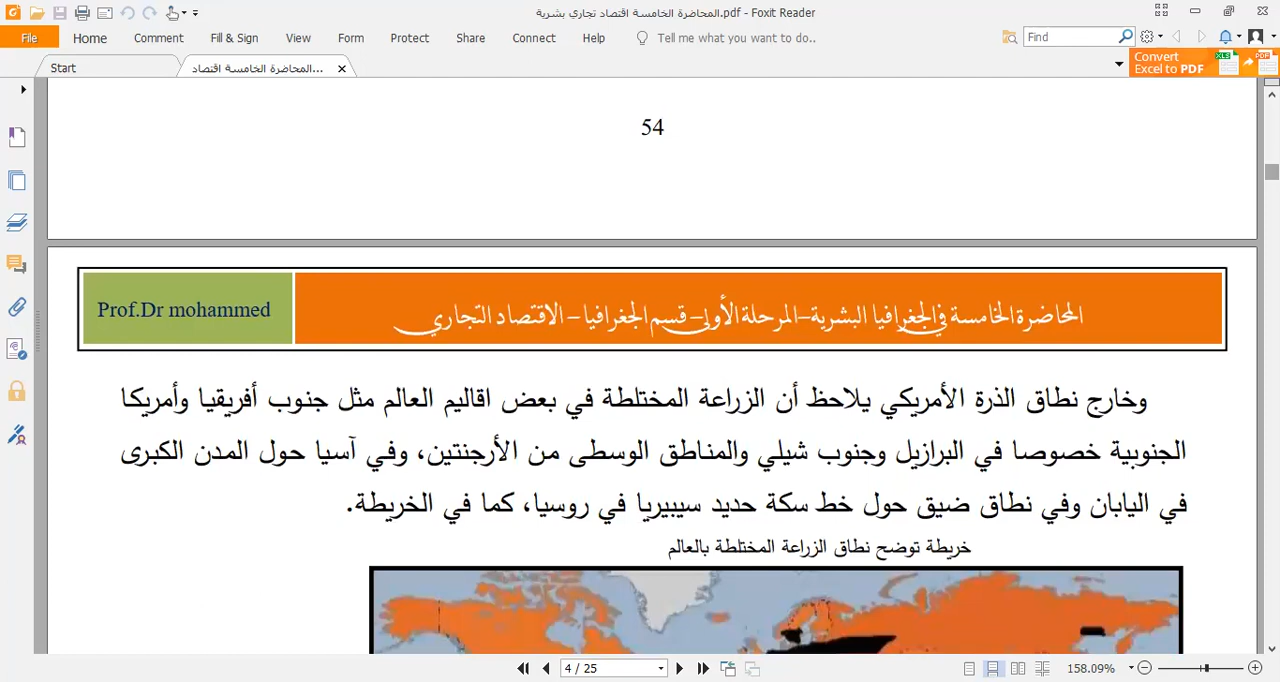 المحاضرة الخامسة اقتصاد تجاري بشرية.pdf - Foxit Reader
File Home Comment Fill & Sign View Form Protect Share Connect Help Tell me what you want to do.. Find
Start
المحاضرة الخامسة اقتصاد...
Convert
Excel to PDF
54
Prof.Dr mohammed
المحاضرة الخامسة في الجغرافيا البشرية-المرحلة الأولى- قسم الجغرافيا - الاقتصاد التجاري
وخارج نطاق الذرة الأمريكي يلاحظ أن الزراعة المختلطة في بعض اقاليم العالم مثل جنوب أفريقيا وأمريكا
الجنوبية خصوصا في البرازيل وجنوب شيلي والمناطق الوسطى من الأرجنتين، وفي آسيا حول المدن الكبرى
في اليابان وفي نطاق ضيق حول خط سكة حديد سيبيريا في روسيا، كما في الخريطة.
خريطة توضح نطاق الزراعة المختلطة بالعالم
4 / 25
158.09%